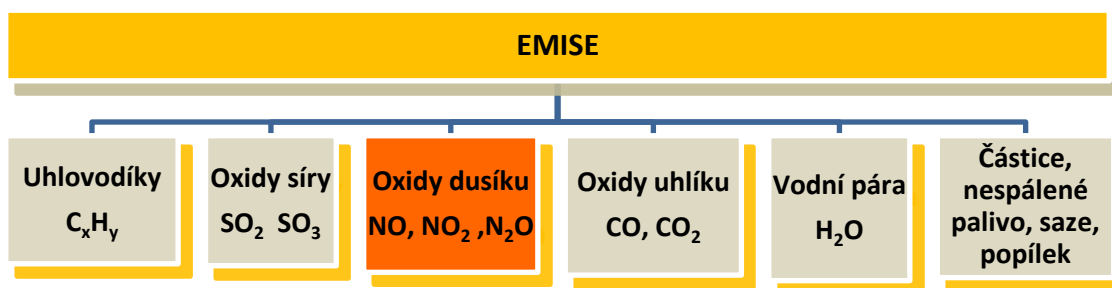 EMISE
Uhlovodíky
CₓHᵧ
Oxidy síry
SO₂ SO₃
Oxidy dusíku
NO, NO₂ ,N₂O
Oxidy uhlíku
CO, CO₂
Vodní pára
H₂O
Částice,
nespálené
palivo, saze,
popílek